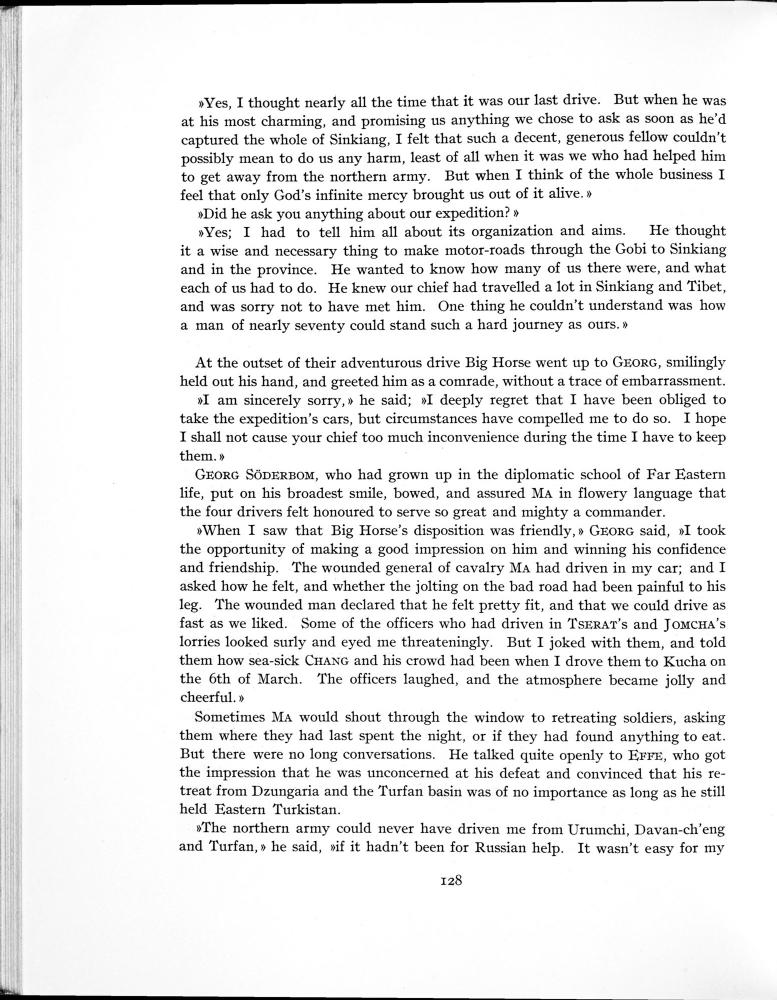 »Yes, I thought nearly all the time that it was our last drive. But when he was
at his most charming, and promising us anything we chose to ask as soon as he'd
captured the whole of Sinkiang, I felt that such a decent, generous fellow couldn't
possibly mean to do us any harm, least of all when it was we who had helped him
to get away from the northern army. But when I think of the whole business I
feel that only God's infinite mercy brought us out of it alive.»
»Did he ask you anything about our expedition?»
»Yes; I had to tell him all about its organization and aims. He thought
it a wise and necessary thing to make motor-roads through the Gobi to Sinkiang
and in the province. He wanted to know how many of us there were, and what
each of us had to do. He knew our chief had travelled a lot in Sinkiang and Tibet,
and was sorry not to have met him. One thing he couldn't understand was how
a man of nearly seventy could stand such a hard journey as ours.»
At the outset of their adventurous drive Big Horse went up to GEORG, smilingly
held out his hand, and greeted him as a comrade, without a trace of embarrassment.
»I am sincerely sorry,» he said; »I deeply regret that I have been obliged to
take the expedition's cars, but circumstances have compelled me to do so. I hope
I shall not cause your chief too much inconvenience during the time I have to keep
them.»
GEORG SÖDERBOM, who had grown up in the diplomatic school of Far Eastern
life, put on his broadest smile, bowed, and assured MA in flowery language that
the four drivers felt honoured to serve so great and mighty a commander.
»When I saw that Big Horse's disposition was friendly,» GEORG said, »I took
the opportunity of making a good impression on him and winning his confidence
and friendship. The wounded general of cavalry MA had driven in my car; and I
asked how he felt, and whether the jolting on the bad road had been painful to his
leg. The wounded man declared that he felt pretty fit, and that we could drive as
fast as we liked. Some of the officers who had driven in TSERAT's and JOMCHA's
lorries looked surly and eyed me threateningly. But I joked with them, and told
them how sea-sick CHANG and his crowd had been when I drove them to Kucha on
the 6th of March. The officers laughed, and the atmosphere became jolly and
cheerful.»
Sometimes MA would shout through the window to retreating soldiers, asking
them where they had last spent the night, or if they had found anything to eat.
But there were no long conversations. He talked quite openly to EFFE, who got
the impression that he was unconcerned at his defeat and convinced that his re-
treat from Dzungaria and the Turfan basin was of no importance as long as he still
held Eastern Turkistan.
»The northern army could never have driven me from Urumchi, Davan-ch'eng
and Turfan,» he said, »if it hadn't been for Russian help. It wasn't easy for my
128